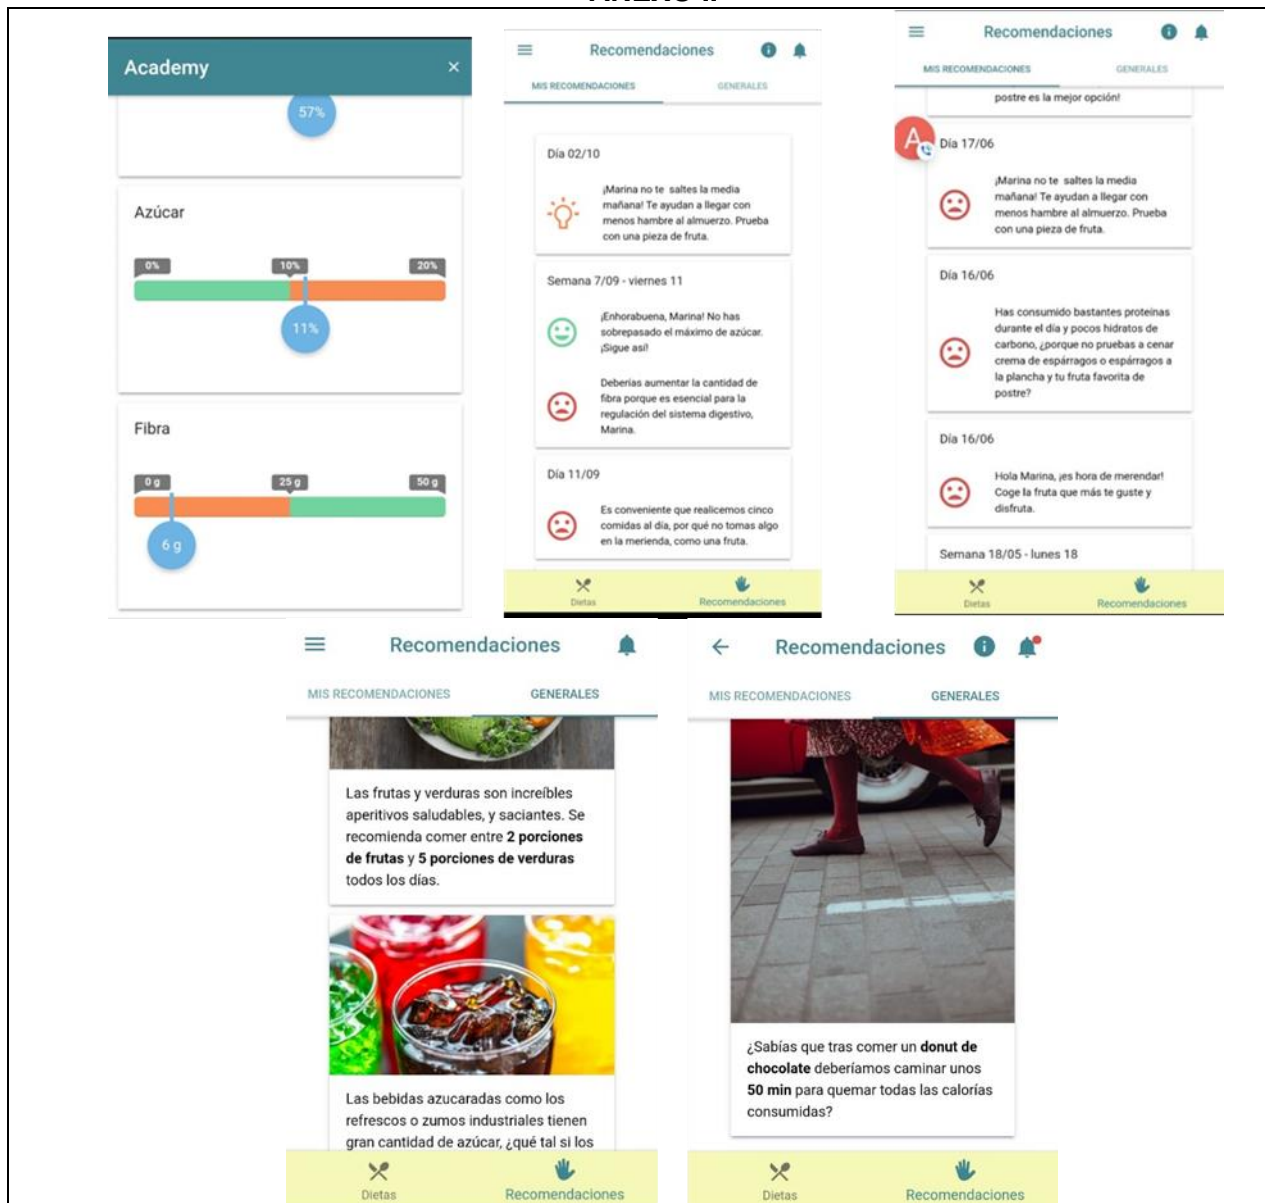 Academy ×
57%
Azúcar
0% 10% 20%
11%
Fibra
0 g 25 g 50 g
6 g
Recomendaciones
MIS RECOMENDACIONES GENERALES
Día 02/10
¡Marina no te saltes la media
mañana! Te ayudan a llegar con
menos hambre al almuerzo. Prueba
con una pieza de fruta.
Semana 7/09 - viernes 11
¡Enhorabuena, Marina! No has
sobrepasado el máximo de azúcar.
¡Sigue así!
Deberías aumentar la cantidad de
fibra porque es esencial para la
regulación del sistema digestivo,
Marina.
Día 11/09
Es conveniente que realicemos cinco
comidas al día, por qué no tomas algo
en la merienda, como una fruta.
Dietas Recomendaciones
Recomendaciones
MIS RECOMENDACIONES GENERALES
postre es la mejor opción!
A
Día 17/06
¡Marina no te saltes la media
mañana! Te ayudan a llegar con
menos hambre al almuerzo. Prueba
con una pieza de fruta.
Día 16/06
Has consumido bastantes proteinas
durante el día y pocos hidratos de
carbono, ¿porque no pruebas a cenar
crema de espárragos o espárragos a
la plancha y tu fruta favorita de
postre?
Día 16/06
Hola Marina, ¡es hora de merendar!
Coge la fruta que más te guste y
disfruta.
Semana 18/05 - lunes 18
Dietas Recomendaciones
Recomendaciones
MIS RECOMENDACIONES GENERALES
Las frutas y verduras son increíbles
aperitivos saludables, y saciantes. Se
recomienda comer entre 2 porciones
de frutas y 5 porciones de verduras
todos los días.
Las bebidas azucaradas como los
refrescos o zumos industriales tienen
gran cantidad de azúcar, ¿qué tal si los
Dietas Recomendaciones
Recomendaciones
MIS RECOMENDACIONES GENERALES
¿Sabías que tras comer un donut de
chocolate deberíamos caminar unos
50 min para quemar todas las calorías
consumidas?
Dietas Recomendaciones